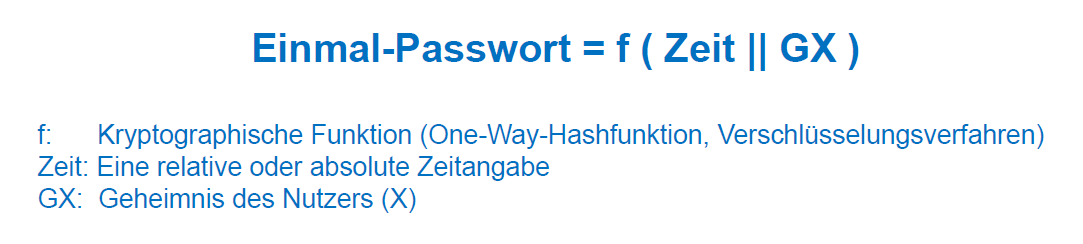 Einmal-Passwort = f ( Zeit || GX )
f: Kryptographische Funktion (One-Way-Hashfunktion, Verschlüsselungsverfahren)
Zeit: Eine relative oder absolute Zeitangabe
GX: Geheimnis des Nutzers (X)